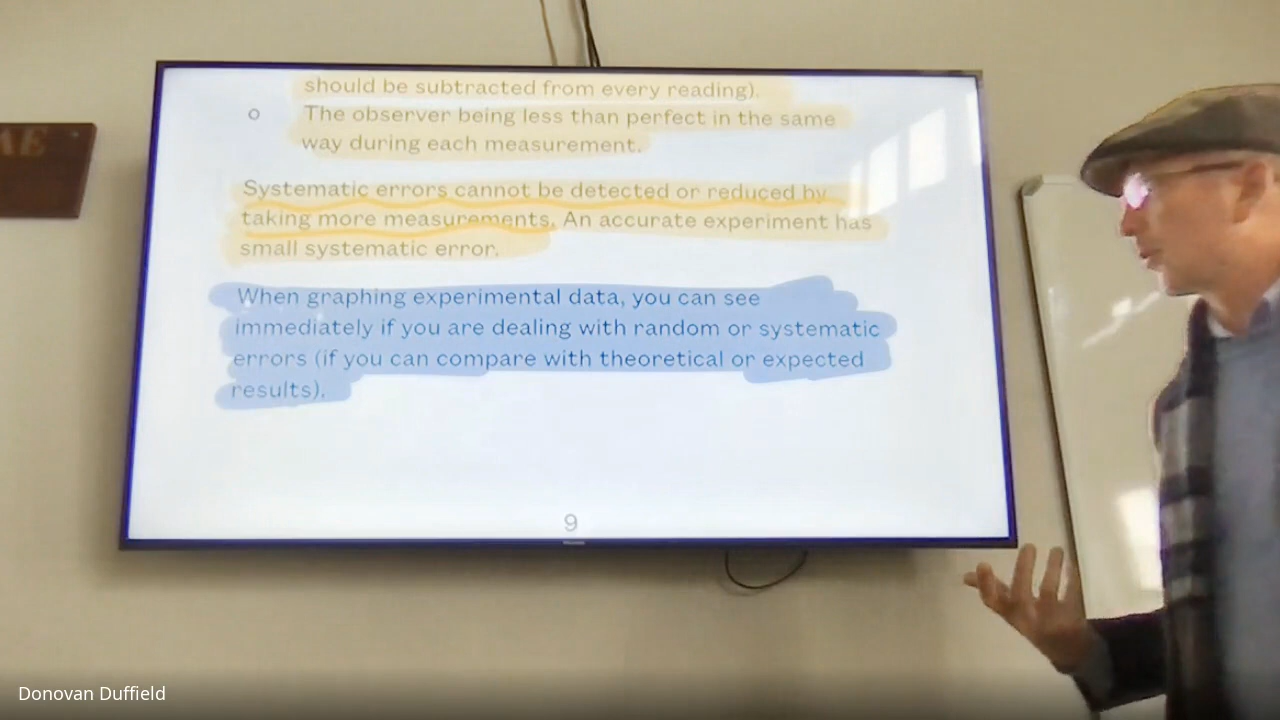 should be subtracted from every reading).
o The observer being less than perfect in the same
way during each measurement.
Systematic errors cannot be detected or reduced by
taking more measurements. An accurate experiment has
small systematic error.
When graphing experimental data, you can see
immediately if you are dealing with random or systematic
errors (if you can compare with theoretical or expected
results).
9
AE
Donovan Duffield